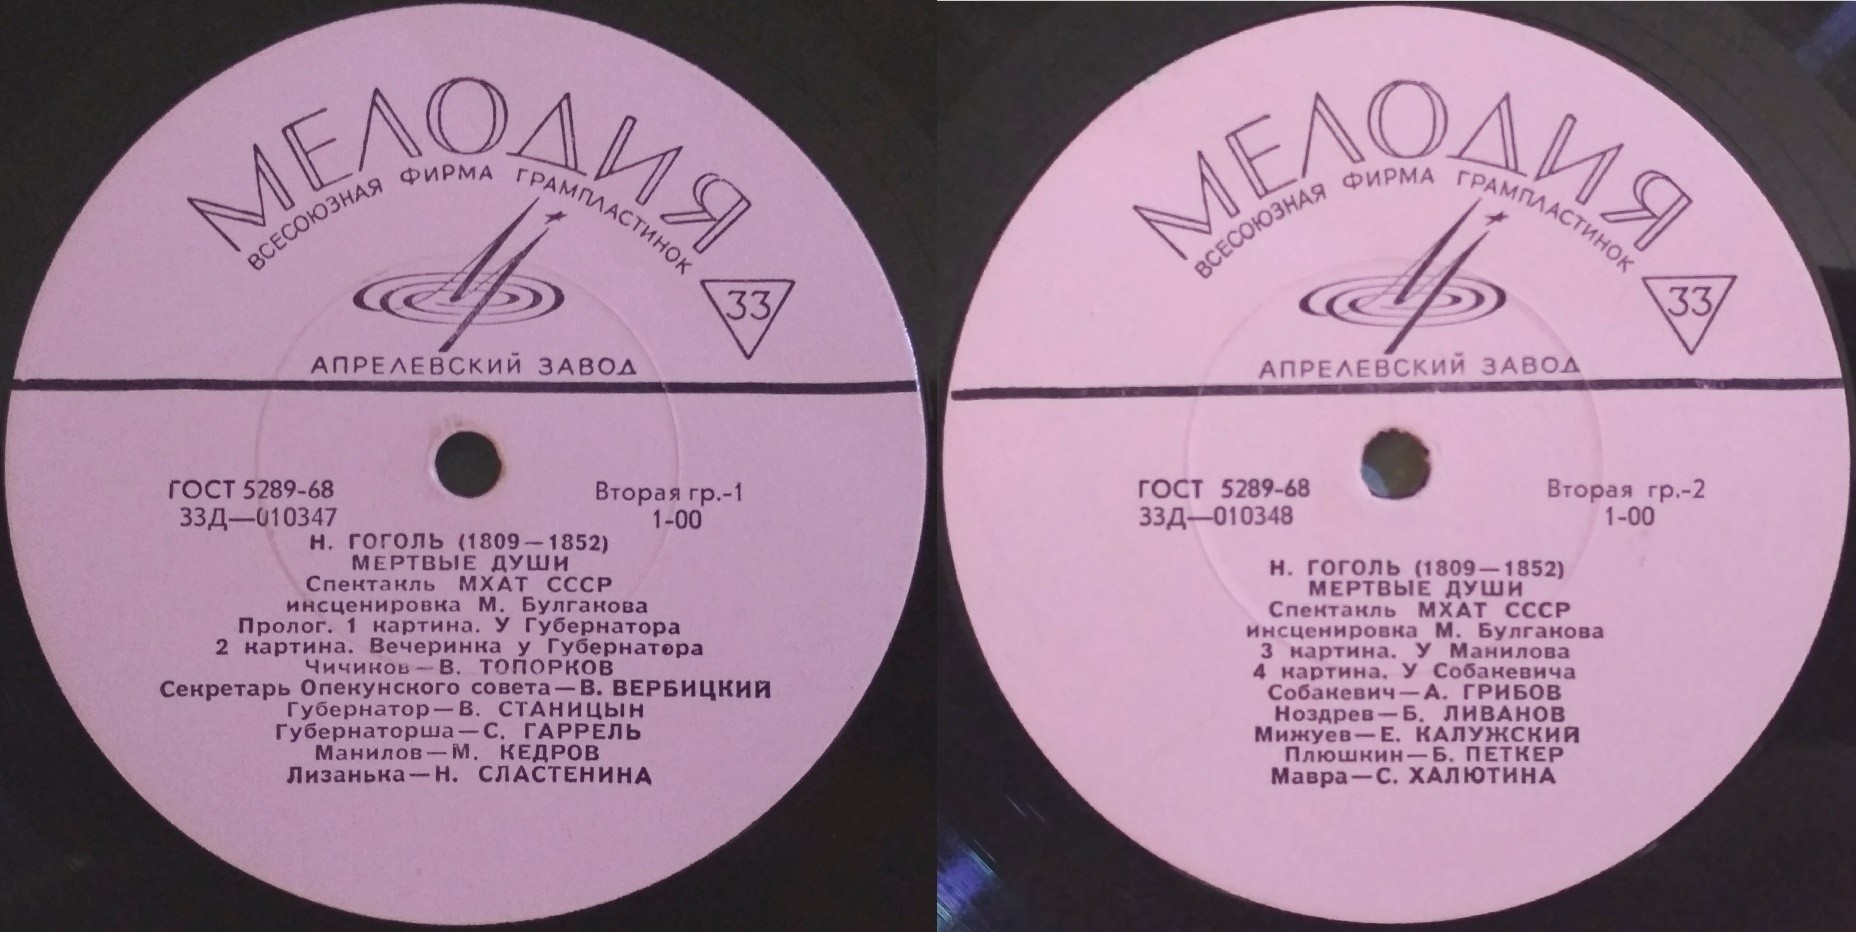 МЕЛОДИЯ
ВСЕСОЮЗНАЯ ФИРМА ГРАМПЛАСТИНОК
33
АПРЕЛЕВСКИЙ ЗАВОД
ГОСТ 5289-68 Вторая гр.-1
33Д—010347 1-00
Н. ГОГОЛЬ (1809—1852)
МЕРТВЫЕ ДУШИ
Спектакль МХАТ СССР
инсценировка М. Булгакова
Пролог. 1 картина. У Губернатора
2 картина. Вечеринка у Губернатора
Чичиков—В. ТОПОРКОВ
Секретарь Опекунского совета—В. ВЕРБИЦКИЙ
Губернатор—В. СТАНИЦЫН
Губернаторша—С. ГАРРЕЛЬ
Манилов—М. КЕДРОВ
Лизанька—Н. СЛАСТЕНИНА
МЕЛОДИЯ
ВСЕСОЮЗНАЯ ФИРМА ГРАМПЛАСТИНОК
33
АПРЕЛЕВСКИЙ ЗАВОД
ГОСТ 5289-68 Вторая гр.-2
33Д—010348 1-00
Н. ГОГОЛЬ (1809—1852)
МЕРТВЫЕ ДУШИ
Спектакль МХАТ СССР
инсценировка М. Булгакова
3 картина. У Манилова
4 картина. У Собакевича
Собакевич—А. ГРИБОВ
Ноздрев—Б. ЛИВАНОВ
Мижуев—Е. КАЛУЖСКИЙ
Плюшкин—Б. ПЕТКЕР
Мавра—С. ХАЛЮТИНА